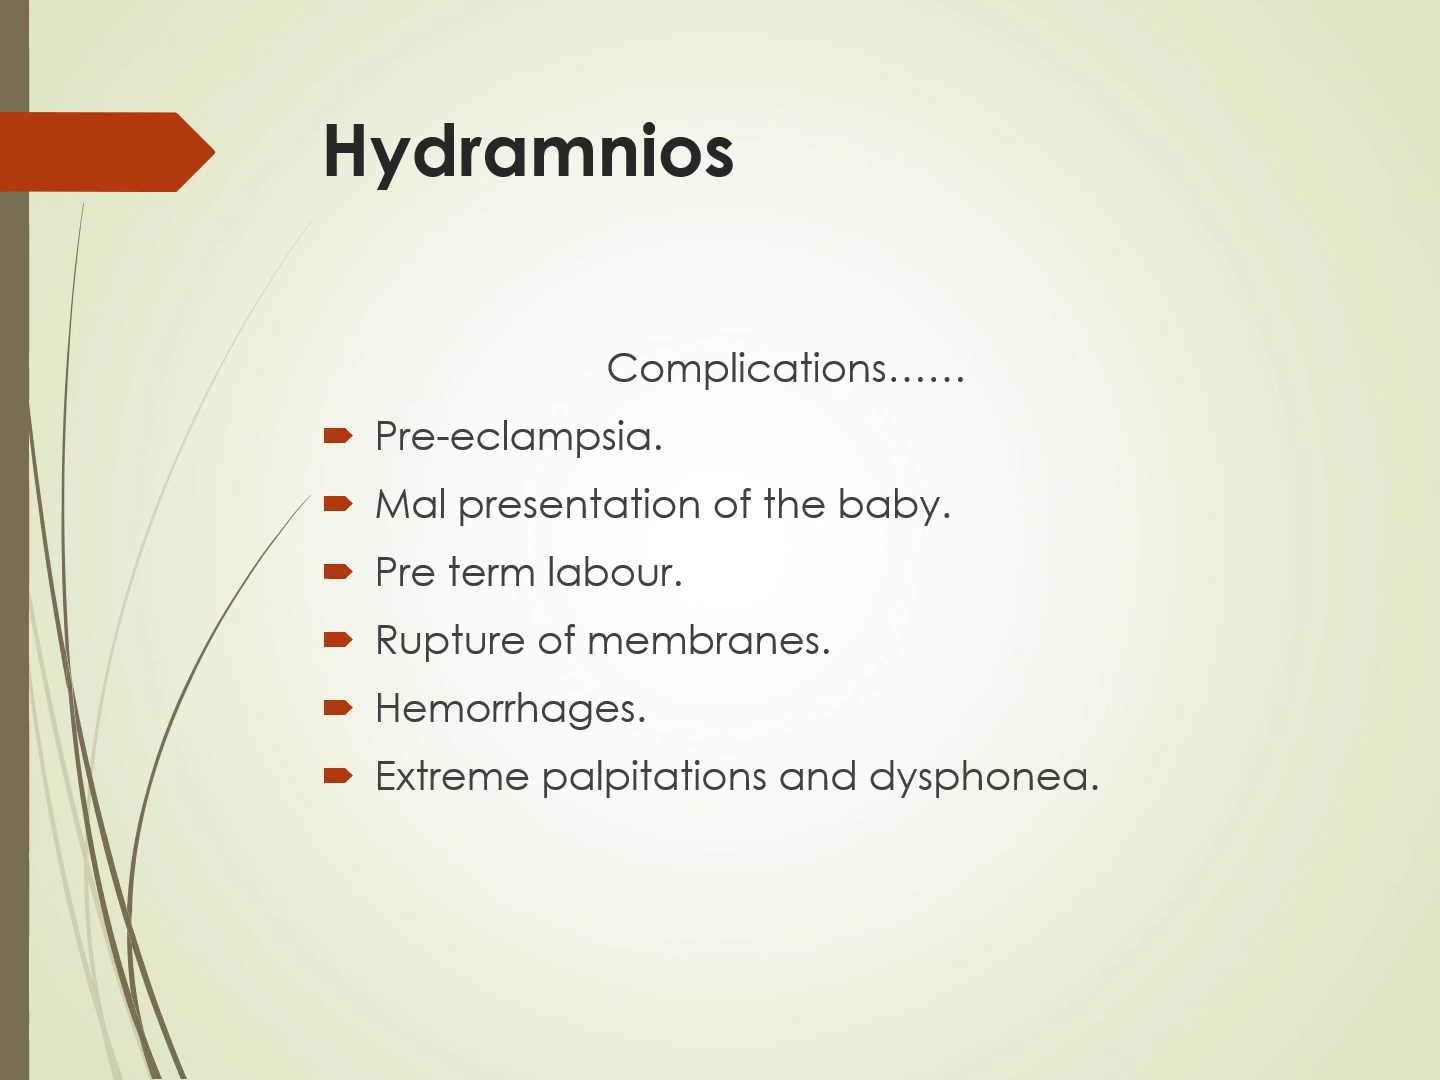 Hydramnios
Complications……
Pre-eclampsia.
Mal presentation of the baby.
Pre term labour.
Rupture of membranes.
Hemorrhages.
Extreme palpitations and dysphonea.